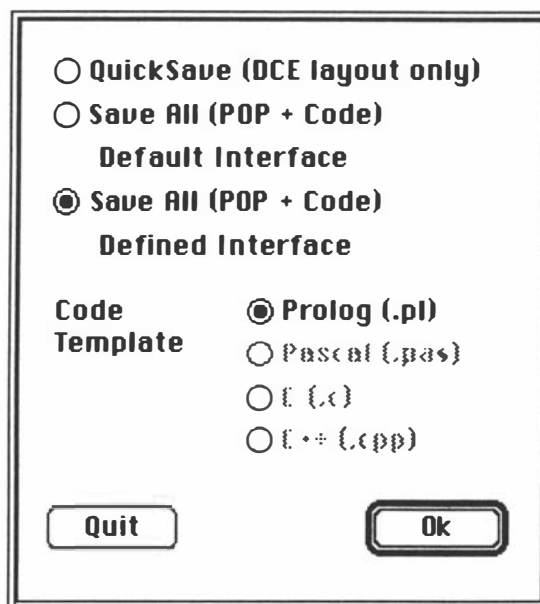 QuickSave (DCE layout only)
Save All (POP + Code)
Default Interface
Save All (POP + Code)
Defined Interface
Code
Template
Prolog (.pl)
Pascal (.pas)
C (.c)
C++ (.cpp)
Quit
Ok